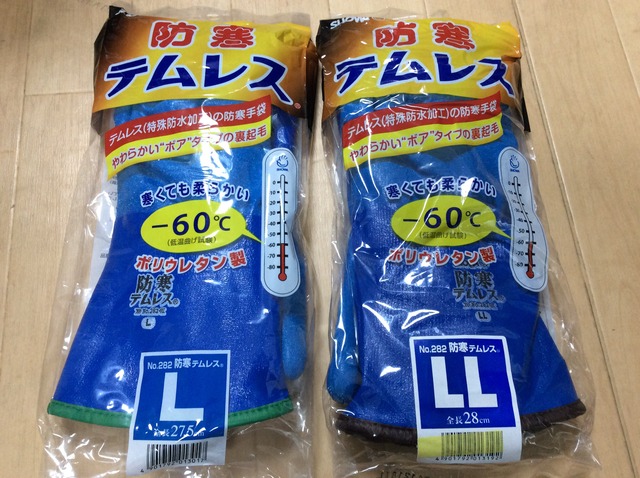 防寒
テムレス®
テムレス(特殊防水加工)の防寒手袋
やわらかい"ボア"タイプの裏起毛
寒くても柔らかい
-60℃
(低温曲げ試験)
ポリウレタン製
防寒
テムレス®
L
No.282 防寒テムレス®
L
全長27.5cm
SHOWA
防寒
テムレス®
テムレス(特殊防水加工)の防寒手袋
やわらかい"ボア"タイプの裏起毛
寒くても柔らかい
-60℃
(低温曲げ試験)
ポリウレタン製
防寒
テムレス®
LL
No.282 防寒テムレス®
LL
全長28cm